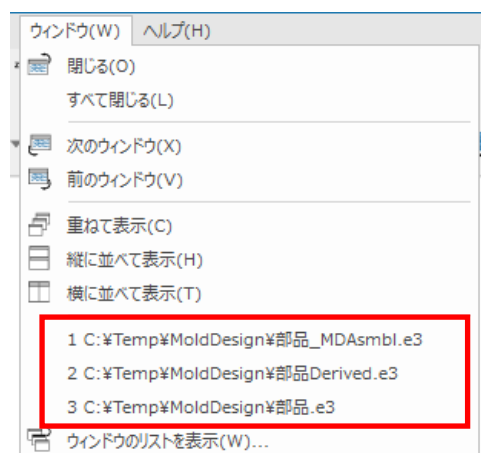 ウィンドウ(W) ヘルプ(H)
閉じる(O)
すべて閉じる(L)
次のウィンドウ(X)
前のウィンドウ(V)
重ねて表示(C)
縦に並べて表示(H)
横に並べて表示(T)
1 C:¥Temp¥MoldDesign¥部品_MDAsmbl.e3
2 C:¥Temp¥MoldDesign¥部品Derived.e3
3 C:¥Temp¥MoldDesign¥部品.e3
ウィンドウのリストを表示(W)...